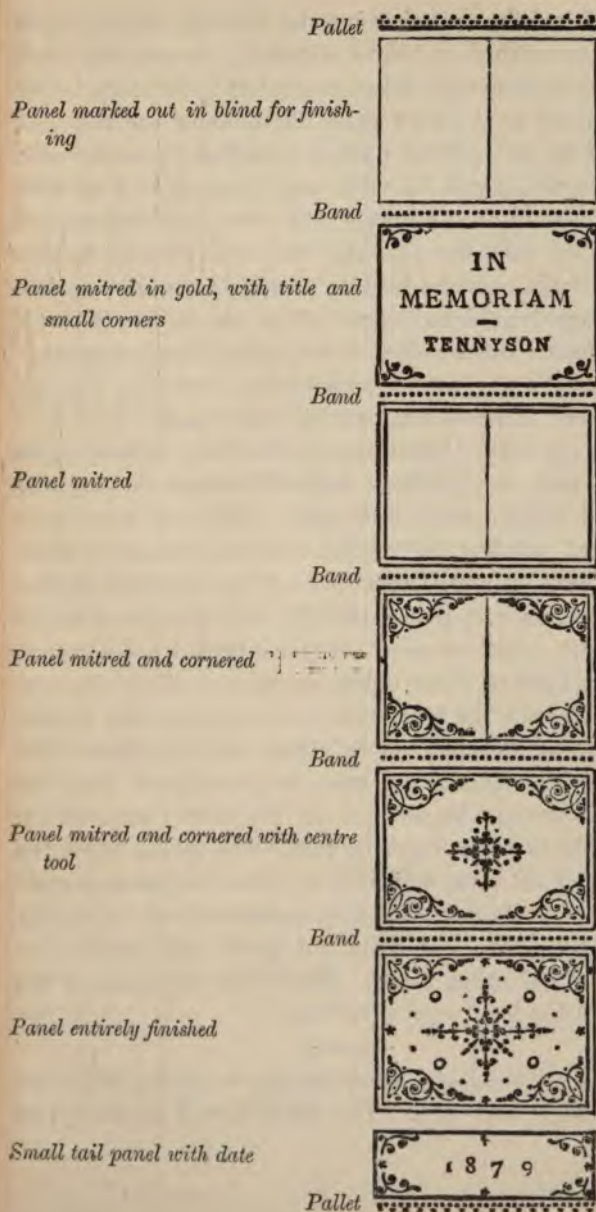 Pallet
Panel marked out in blind for finish-
ing
Band
Panel mitred in gold, with title and
small corners
IN
MEMORIAM
TENNYSON
Band
Panel mitred
Band
Panel mitred and cornered
Band
Panel mitred and cornered with centre
tool
Band
Panel entirely finished
Small tail panel with date
1879
Pallet